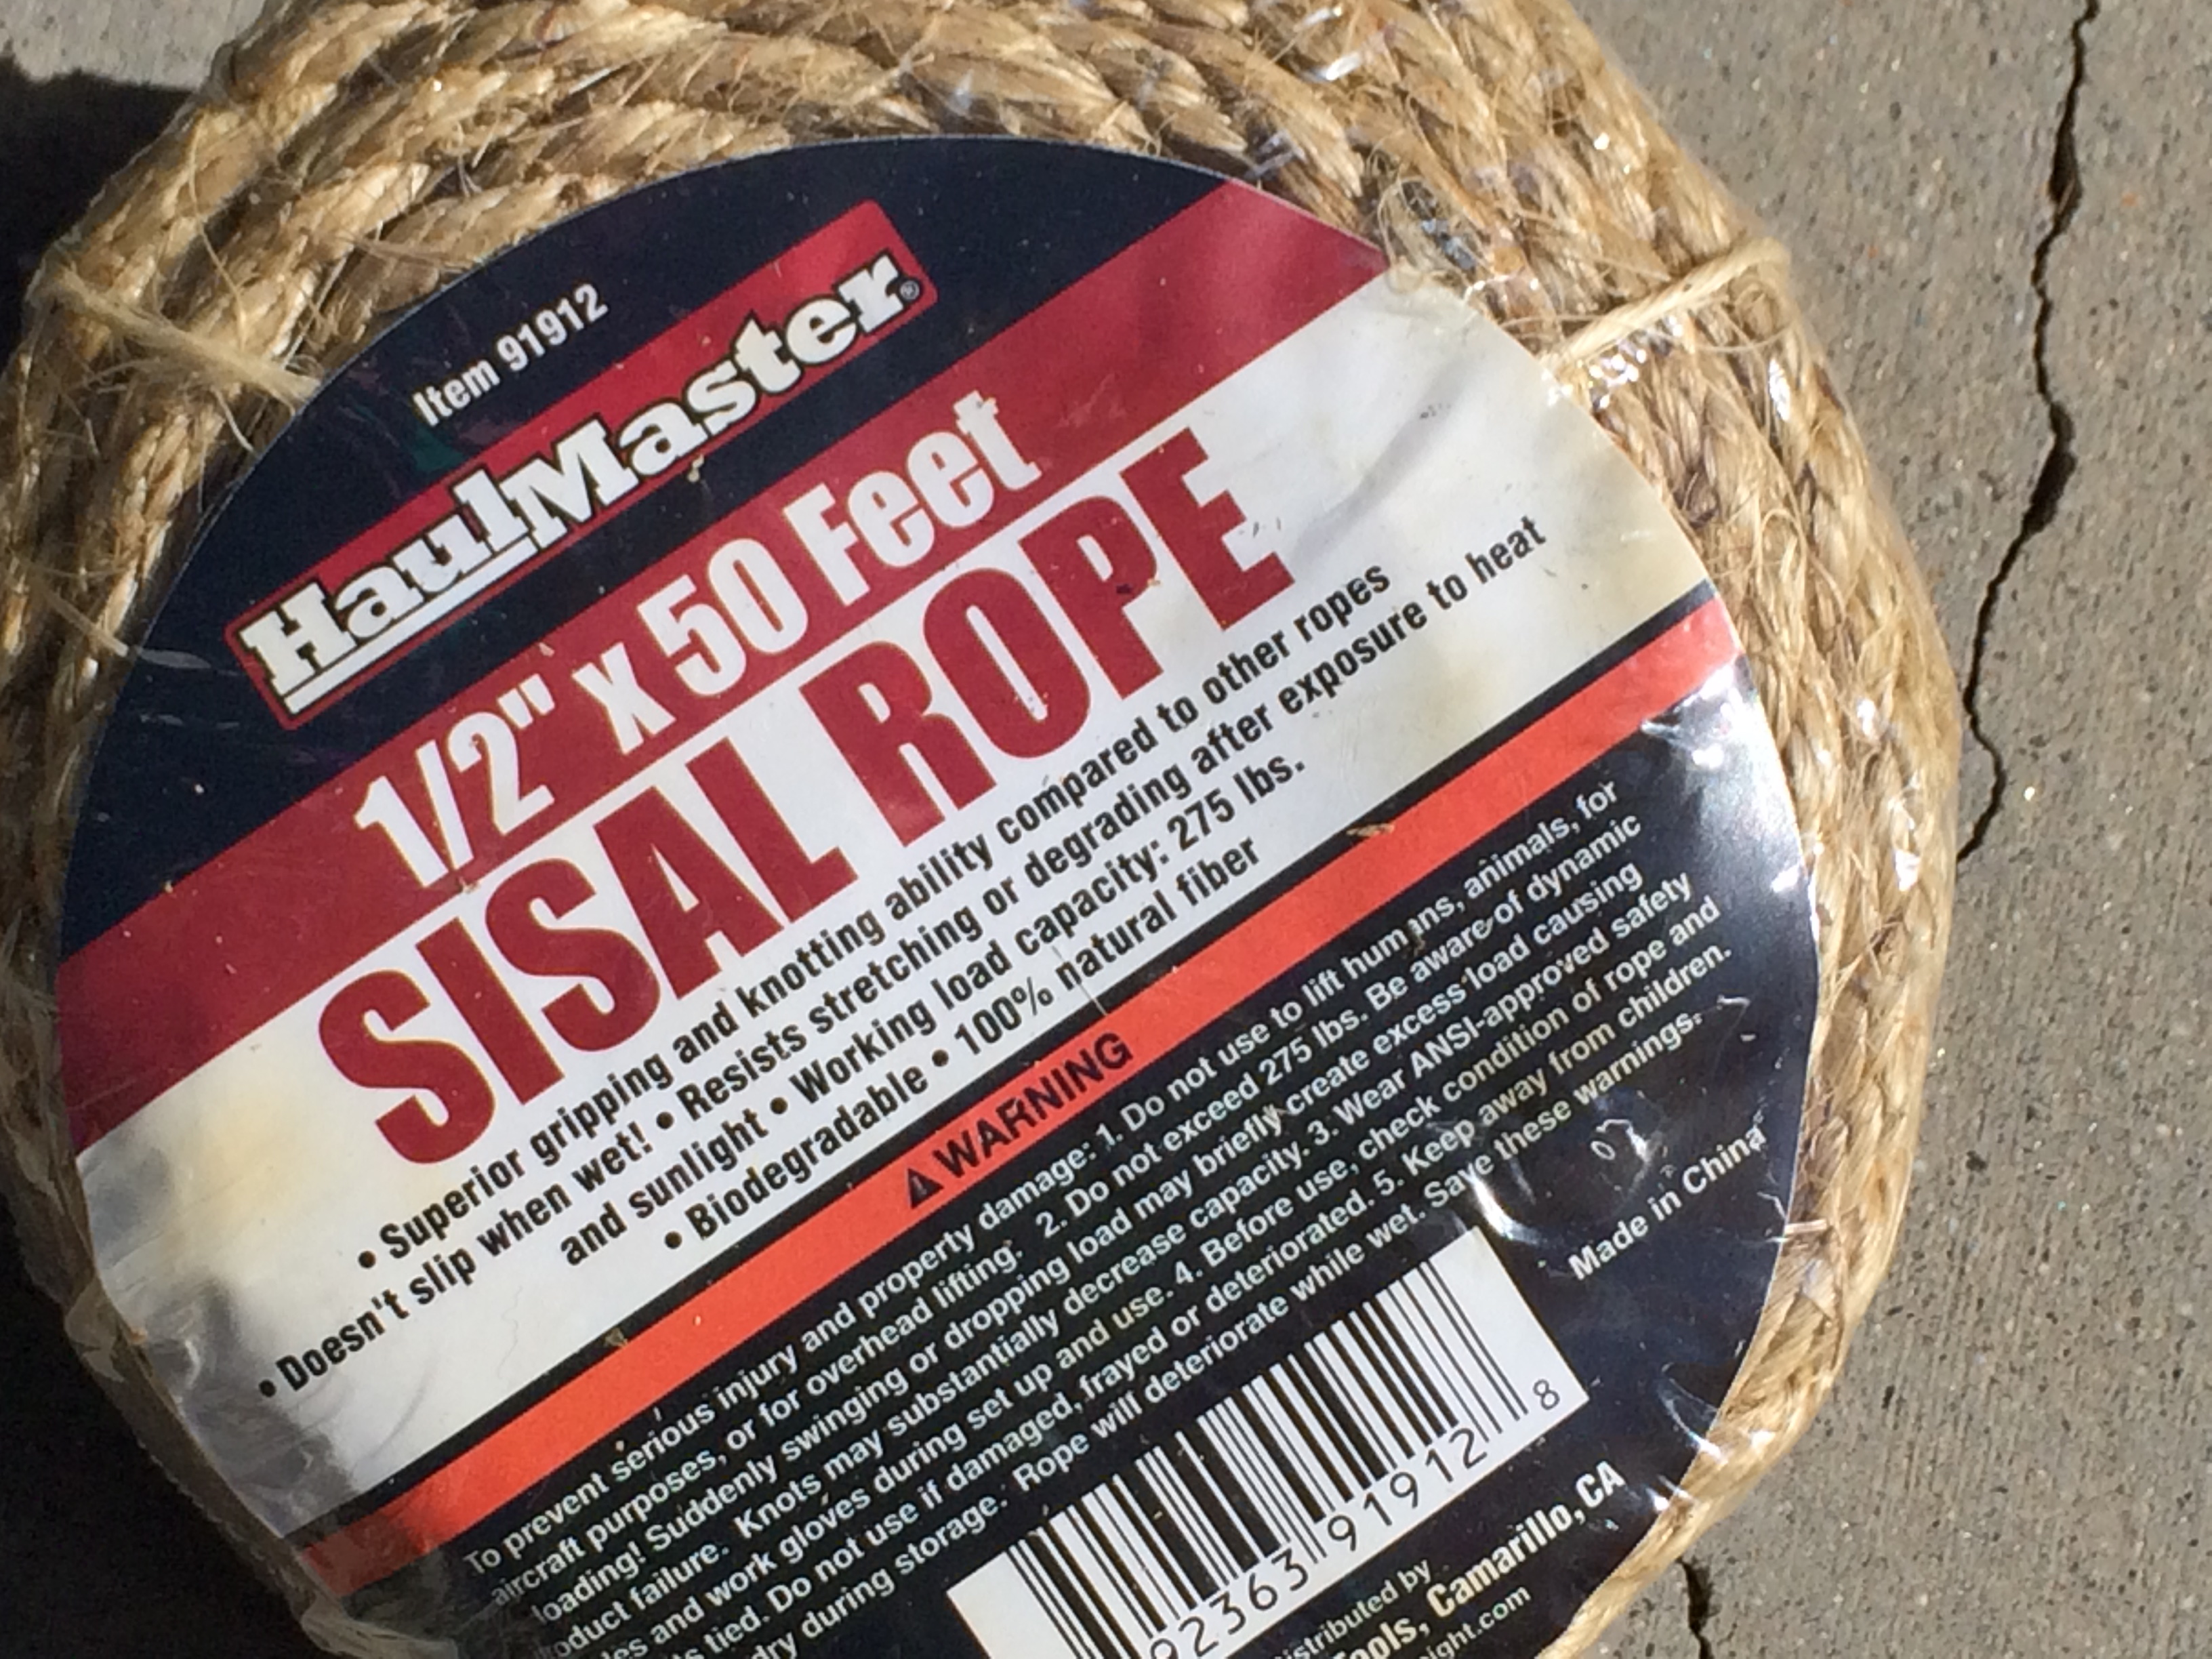 Item 91912
HaulMaster®
1/2" x 50 Feet
SISAL ROPE
• Superior gripping and knotting ability compared to other ropes
• Doesn't slip when wet! • Resists stretching or degrading after exposure to heat
and sunlight • Working load capacity: 275 lbs.
• Biodegradable • 100% natural fiber
⚠WARNING
To prevent serious injury and property damage: 1. Do not use to lift humans, animals, for
aircraft purposes, or for overhead lifting. 2. Do not exceed 275 lbs. Be aware of dynamic
loading! Suddenly swinging or dropping load may briefly create excess load causing
product failure. Knots may substantially decrease capacity. 3. Wear ANSI-approved safety
and work gloves during set up and use. 4. Before use, check condition of rope and
tied. Do not use if damaged, frayed or deteriorated. 5. Keep away from children.
dry during storage. Rope will deteriorate while wet. Save these warnings.
Made in China
92363 91912 8
istributed by
ools, Camarillo, CA
eight.com